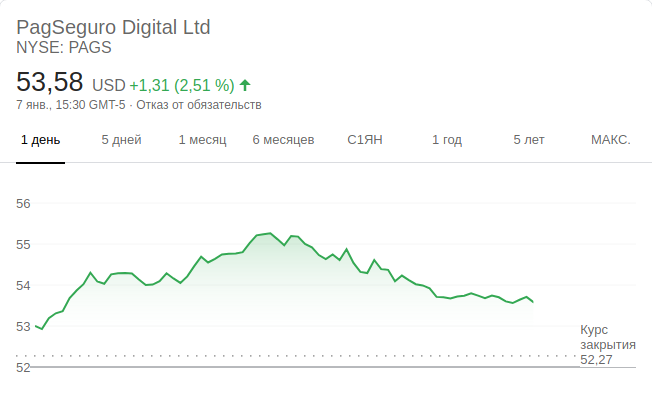 PagSeguro Digital Ltd
NYSE: PAGS
53,58 USD +1,31 (2,51 %)
7 янв., 15:30 GMT-5 · Отказ от обязательств
1 день 5 дней 1 месяц 6 месяцев С1ЯН 1 год 5 лет МАКС.
56
55
54
53
52
Курс
закрытия
52,27